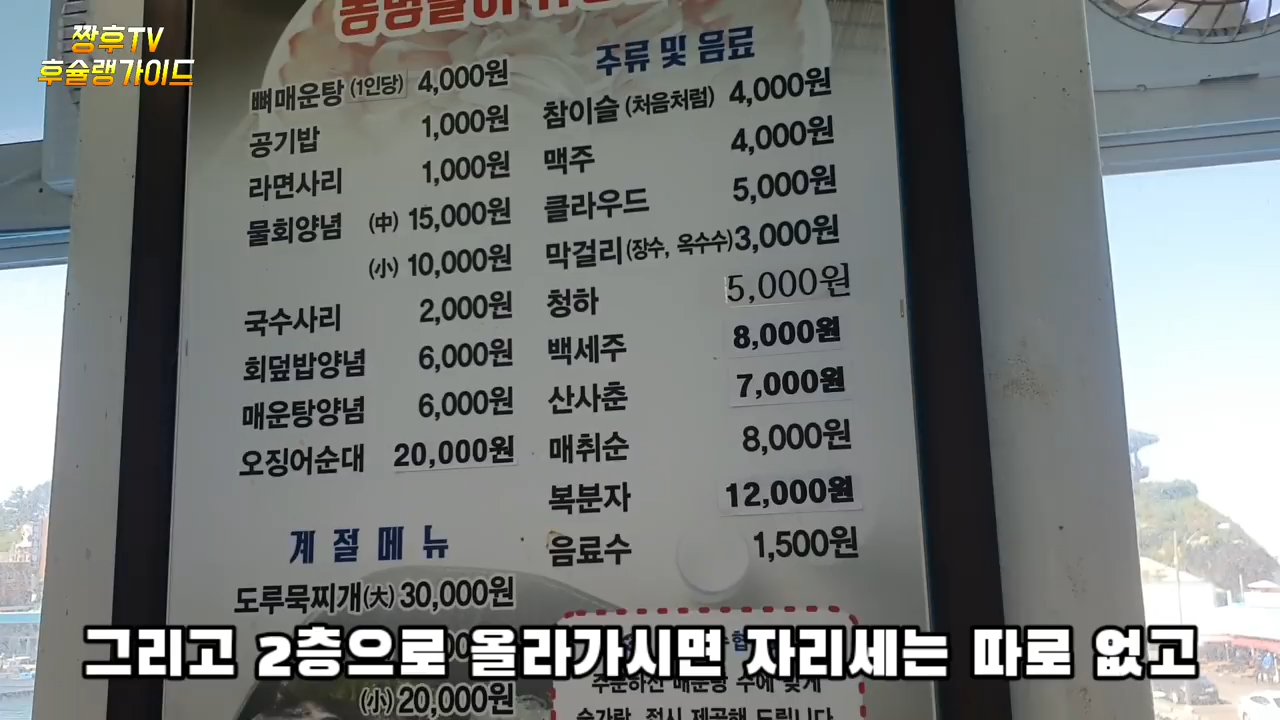 짱후TV
후슐랭가이드
뼈매운탕 (1인당) 4,000원
공기밥 1,000원
라면사리 1,000원
물회양념 (中) 15,000원
(小) 10,000원
국수사리 2,000원
회덮밥양념 6,000원
매운탕양념 6,000원
오징어순대 20,000원
계절메뉴
도루묵찌개(大) 30,000원
(小) 20,000원
주류 및 음료
참이슬 (처음처럼) 4,000원
맥주 4,000원
클라우드 5,000원
막걸리 (장수, 옥수수) 3,000원
청하 5,000원
백세주 8,000원
산사춘 7,000원
매취순 8,000원
복분자 12,000원
음료수 1,500원
그리고 2층으로 올라가시면 자리세는 따로 없고